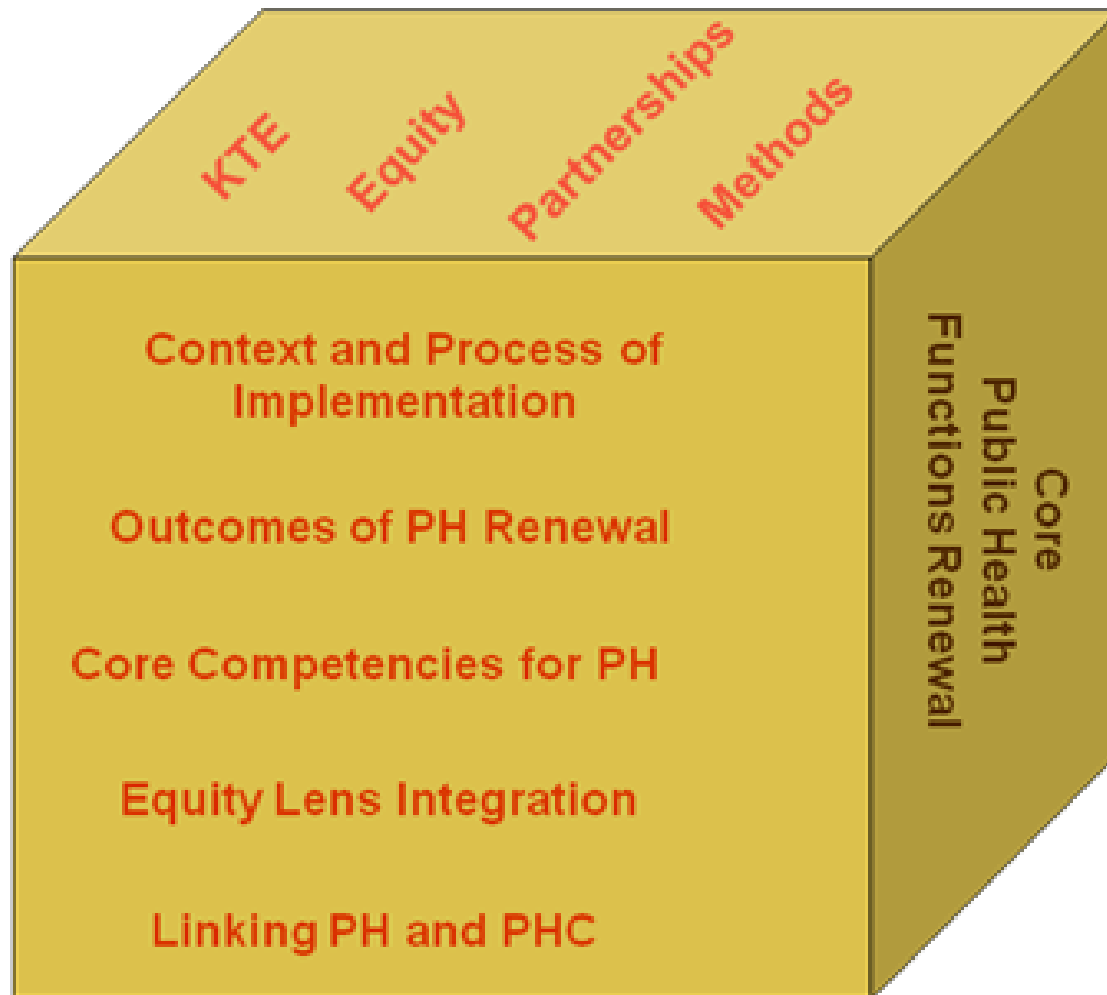 KTE
Equity
Partnerships
Methods
Context and Process of
Implementation
Outcomes of PH Renewal
Core Competencies for PH
Equity Lens Integration
Linking PH and PHC
Core
Public Health
Functions Renewal